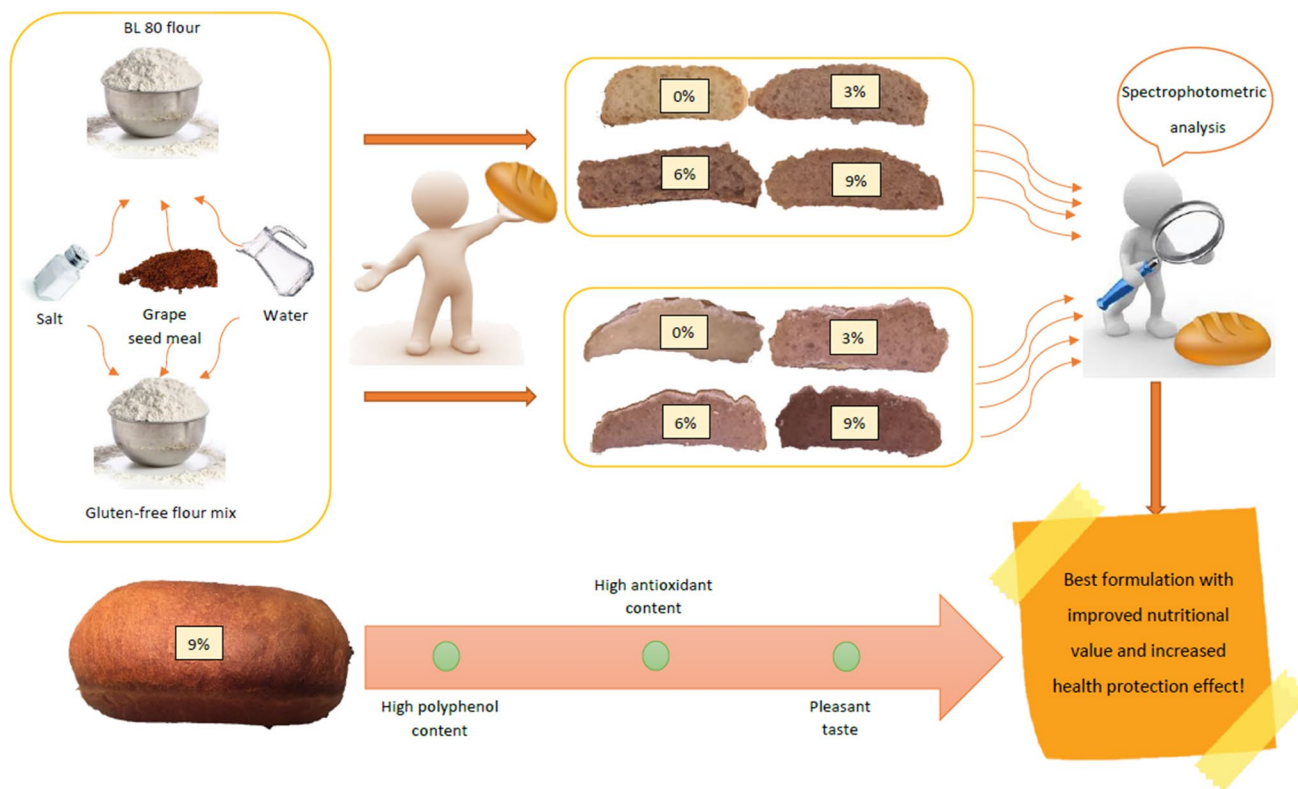 BL 80 flour
Salt
Grape
seed meal
Water
Gluten-free flour mix
0%
3%
6%
9%
0%
3%
6%
9%
Spectrophotometric
analysis
9%
High polyphenol
content
High antioxidant
content
Pleasant
taste
Best formulation with
improved nutritional
value and increased
health protection effect!